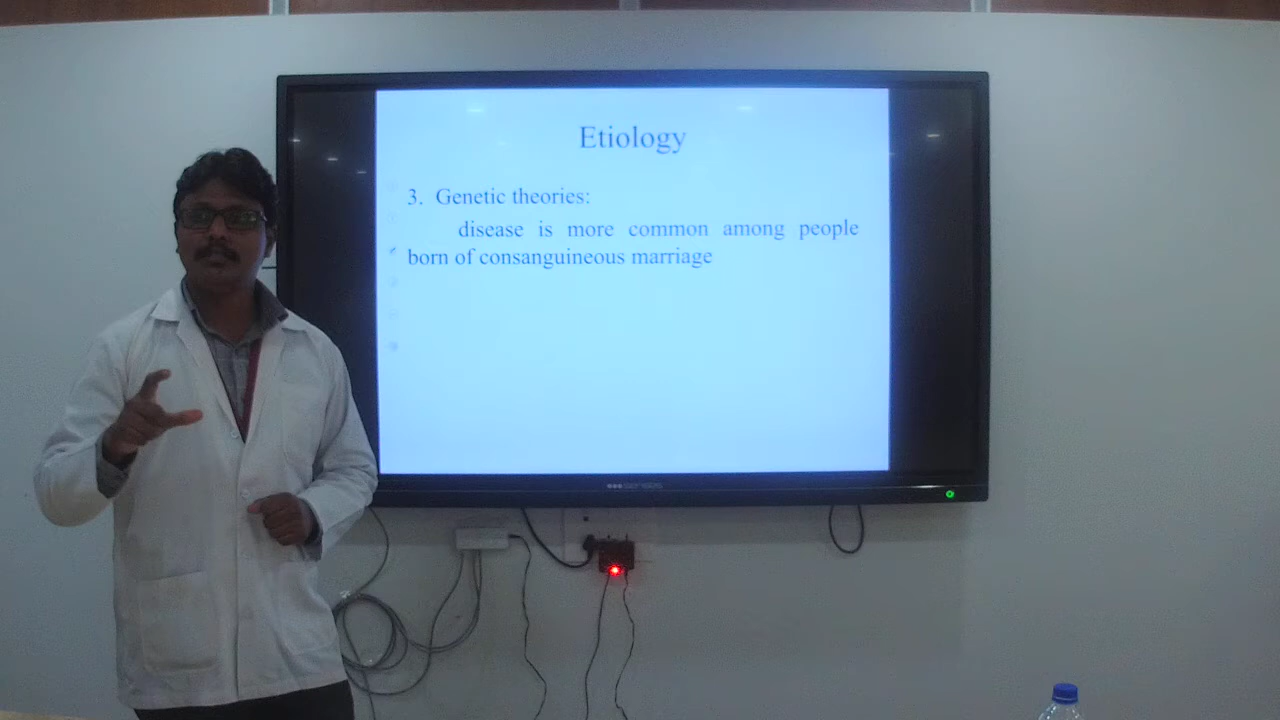 Etiology
3. Genetic theories:
disease is more common among people
born of consanguineous marriage